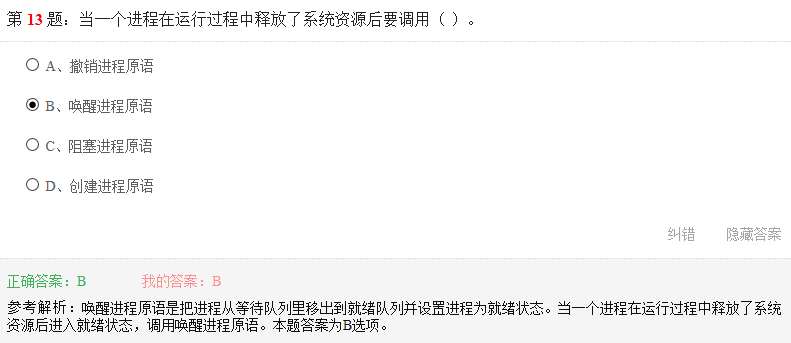 第 13 题：当一个进程在运行过程中释放了系统资源后要调用（ ）。
A、撤销进程原语
B、唤醒进程原语
C、阻塞进程原语
D、创建进程原语
纠错 隐藏答案
正确答案：B 我的答案：B
参考解析：唤醒进程原语是把进程从等待队列里移出到就绪队列并设置进程为就绪状态。当一个进程在运行过程中释放了系统
资源后进入就绪状态，调用唤醒进程原语。本题答案为B选项。